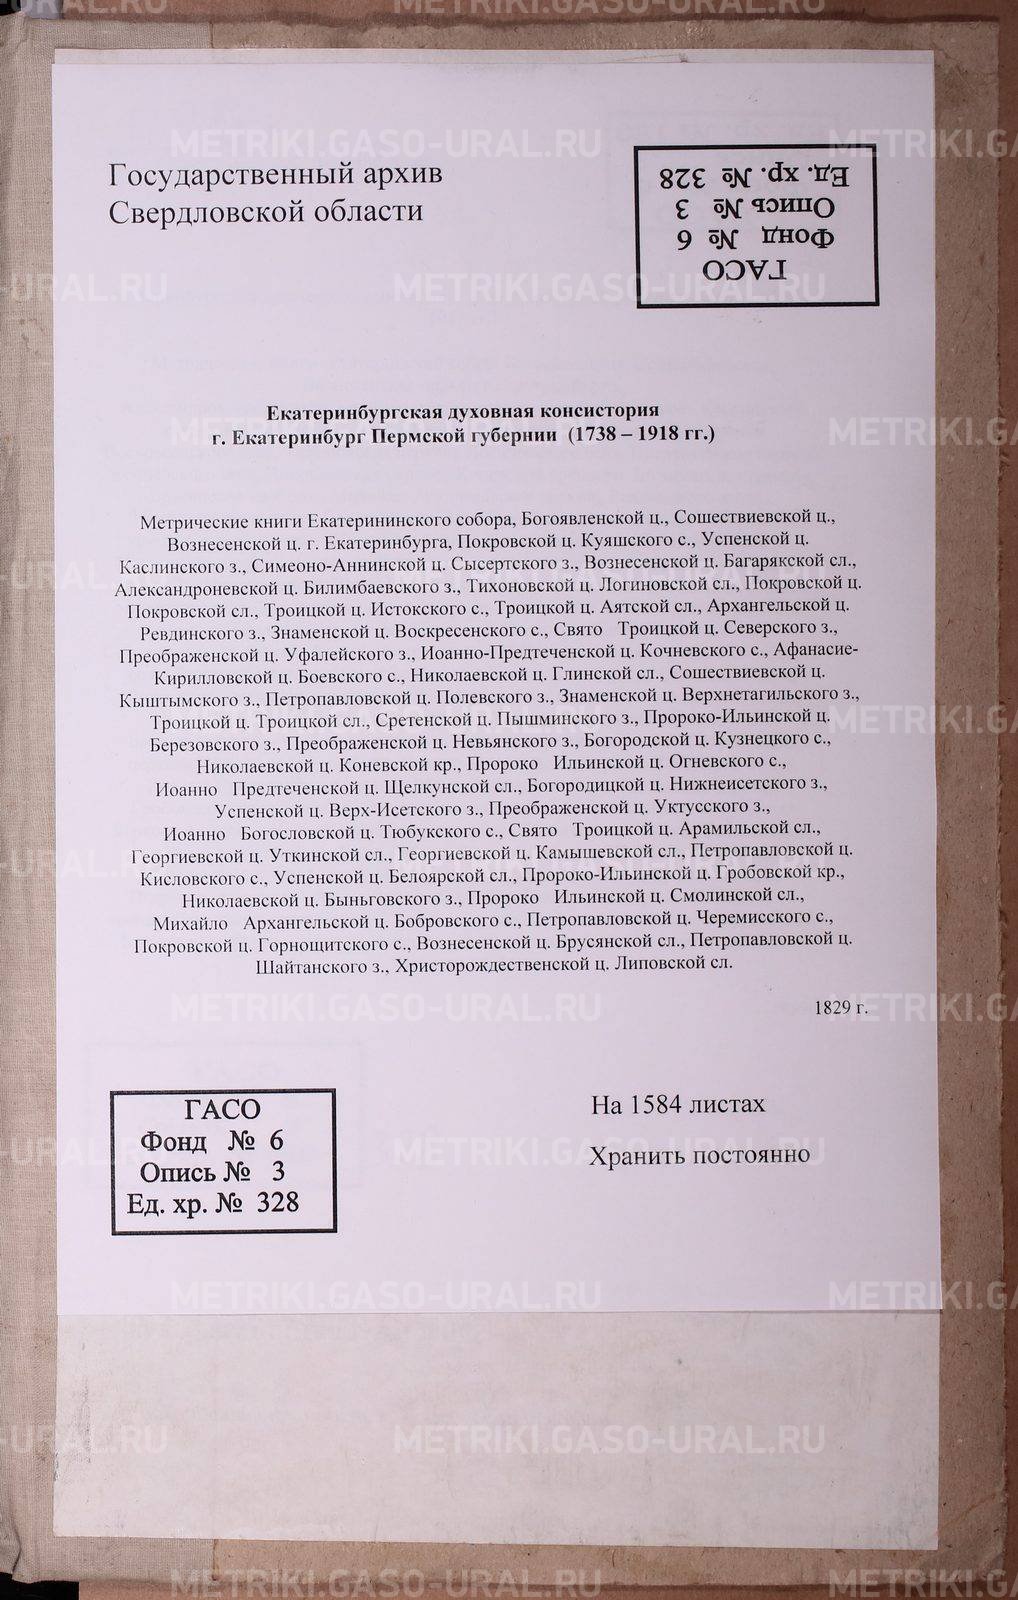 Государственный архив
Свердловской области
ГАСО
Фонд № 6
Опись № 3
Ед. хр. № 328
Екатеринбургская духовная консистория
г. Екатеринбург Пермской губернии (1738 – 1918 гг.)
Метрические книги Екатерининского собора, Богоявленской ц., Сошествиевской ц.,
Вознесенской ц. г. Екатеринбурга, Покровской ц. Куяшского с., Успенской ц.
Каслинского з., Симеоно-Аннинской ц. Сысертского з., Вознесенской ц. Багарякской сл.,
Александроневской ц. Билимбаевского з., Тихоновской ц. Логиновской сл., Покровской ц.
Покровской сл., Троицкой ц. Истокского с., Троицкой ц. Аятской сл., Архангельской ц.
Ревдинского з., Знаменской ц. Воскресенского с., Свято Троицкой ц. Северского з.,
Преображенской ц. Уфалейского з., Иоанно-Предтеченской ц. Кочневского с., Афанасие-
Кирилловской ц. Боевского с., Николаевской ц. Глинской сл., Сошествиевской ц.
Кыштымского з., Петропавловской ц. Полевского з., Знаменской ц. Верхнетагильского з.,
Троицкой ц. Троицкой сл., Сретенской ц. Пышминского з., Пророко-Ильинской ц.
Березовского з., Преображенской ц. Невьянского з., Богородской ц. Кузнецкого с.,
Николаевской ц. Коневской кр., Пророко Ильинской ц. Огневского с.,
Иоанно Предтеченской ц. Щелкунской сл., Богородицкой ц. Нижнеисетского з.,
Успенской ц. Верх-Исетского з., Преображенской ц. Уктусского з.,
Иоанно Богословской ц. Тюбукского с., Свято Троицкой ц. Арамильской сл.,
Георгиевской ц. Уткинской сл., Георгиевской ц. Камышевской сл., Петропавловской ц.
Кисловского с., Успенской ц. Белоярской сл., Пророко-Ильинской ц. Гробовской кр.,
Николаевской ц. Быньговского з., Пророко Ильинской ц. Смолинской сл.,
Михайло Архангельской ц. Бобровского с., Петропавловской ц. Черемисского с.,
Покровской ц. Горнощитского с., Вознесенской ц. Брусянской сл., Петропавловской ц.
Шайтанского з., Христорождественской ц. Липовской сл.
1829 г.
На 1584 листах
Хранить постоянно
ГАСО
Фонд № 6
Опись № 3
Ед. хр. № 328
METRIKI.GASO-URAL.RU